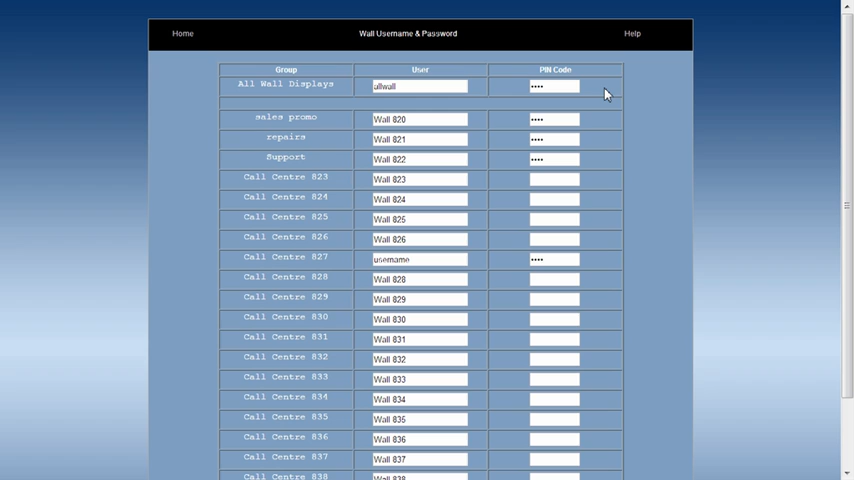 Home Wall Username & Password Help
Group User PIN Code
All Wall Displays allwall ••••
sales promo Wall 820 ••••
repairs Wall 821 ••••
Support Wall 822 ••••
Call Centre 823 Wall 823
Call Centre 824 Wall 824
Call Centre 825 Wall 825
Call Centre 826 Wall 826
Call Centre 827 username ••••
Call Centre 828 Wall 828
Call Centre 829 Wall 829
Call Centre 830 Wall 830
Call Centre 831 Wall 831
Call Centre 832 Wall 832
Call Centre 833 Wall 833
Call Centre 834 Wall 834
Call Centre 835 Wall 835
Call Centre 836 Wall 836
Call Centre 837 Wall 837
Call Centre 838 Wall 838